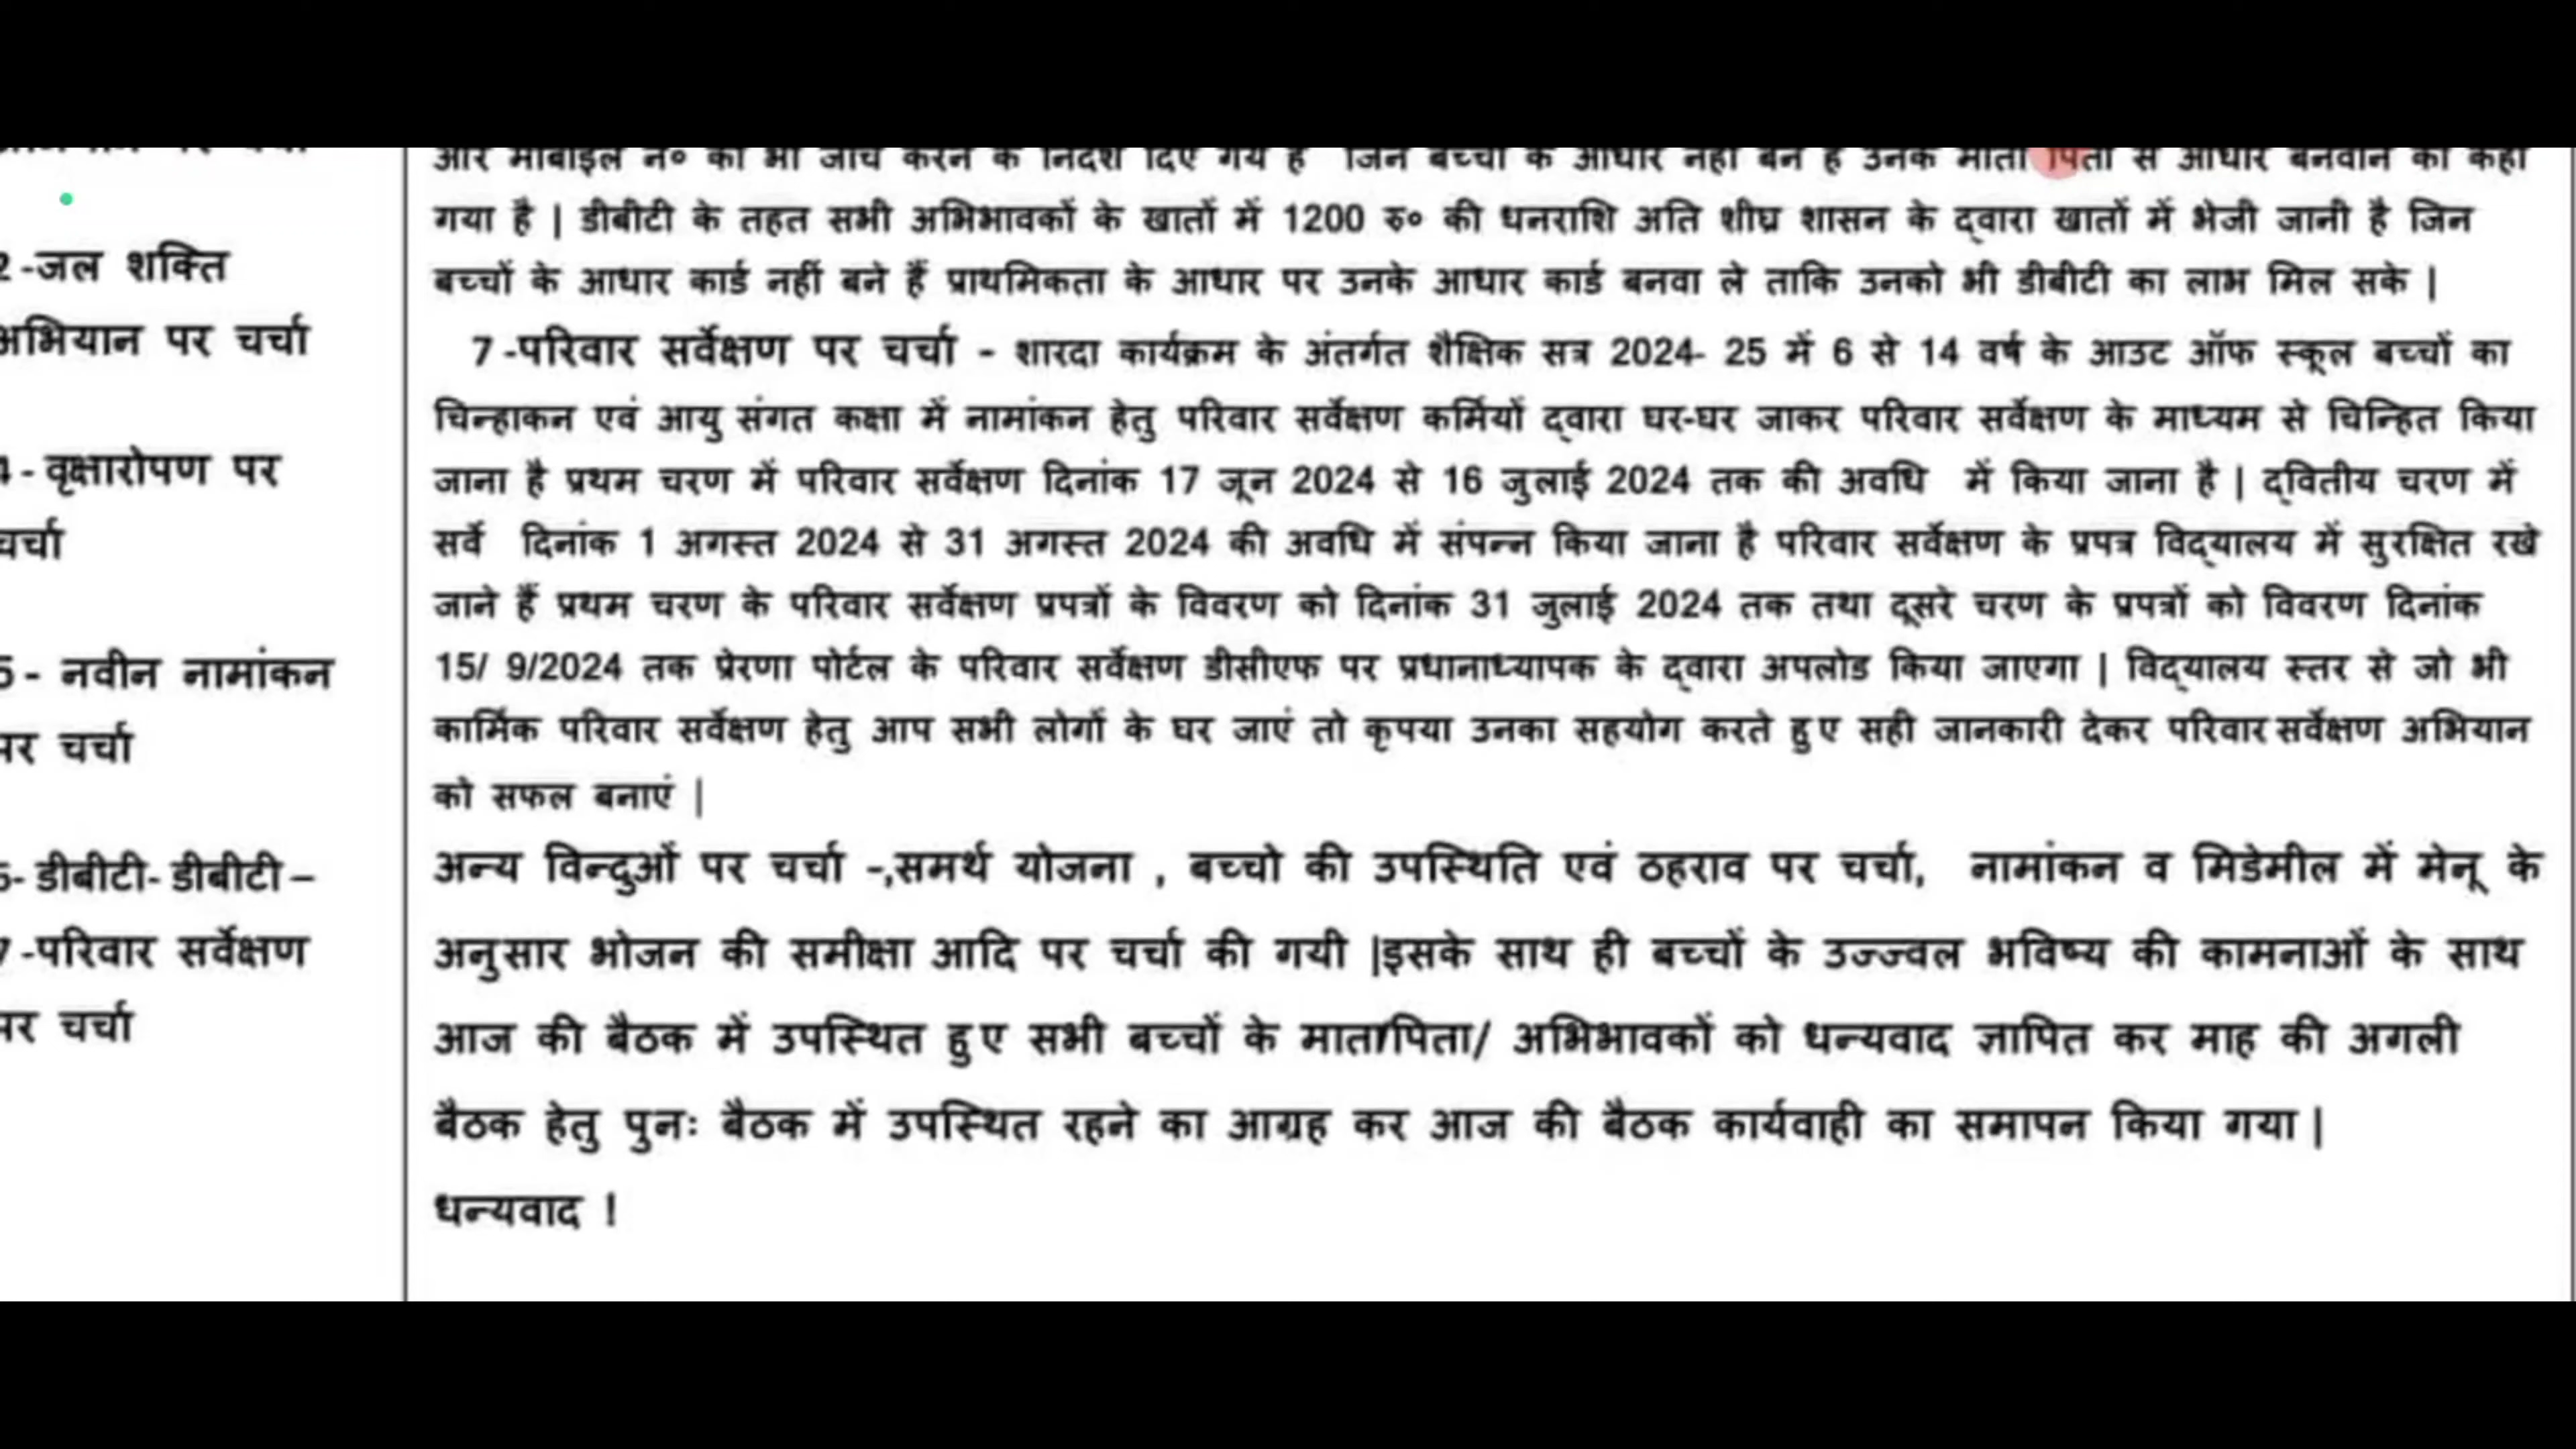 2 -जल शक्ति
अभियान पर चर्चा
4 - वृक्षारोपण पर
चर्चा
5 - नवीन नामांकन
पर चर्चा
6- डीबीटी- डीबीटी –
7 -परिवार सर्वेक्षण
पर चर्चा
और मोबाइल न० की भी जांच करने के निर्देश दिए गये हैं जिन बच्चों के आधार नहीं बने हैं उनके माता पिता से आधार बनवाने को कहा
गया है | डीबीटी के तहत सभी अभिभावकों के खातों में 1200 रु० की धनराशि अति शीघ्र शासन के द्वारा खातों में भेजी जानी है जिन
बच्चों के आधार कार्ड नहीं बने हैं प्राथमिकता के आधार पर उनके आधार कार्ड बनवा ले ताकि उनको भी डीबीटी का लाभ मिल सके |
7 -परिवार सर्वेक्षण पर चर्चा - शारदा कार्यक्रम के अंतर्गत शैक्षिक सत्र 2024- 25 में 6 से 14 वर्ष के आउट ऑफ स्कूल बच्चों का
चिन्हाकन एवं आयु संगत कक्षा में नामांकन हेतु परिवार सर्वेक्षण कर्मियों द्वारा घर-घर जाकर परिवार सर्वेक्षण के माध्यम से चिन्हित किया
जाना है प्रथम चरण में परिवार सर्वेक्षण दिनांक 17 जून 2024 से 16 जुलाई 2024 तक की अवधि में किया जाना है | द्वितीय चरण में
सर्वे दिनांक 1 अगस्त 2024 से 31 अगस्त 2024 की अवधि में संपन्न किया जाना है परिवार सर्वेक्षण के प्रपत्र विद्यालय में सुरक्षित रखे
जाने हैं प्रथम चरण के परिवार सर्वेक्षण प्रपत्रों के विवरण को दिनांक 31 जुलाई 2024 तक तथा दूसरे चरण के प्रपत्रों को विवरण दिनांक
15/ 9/2024 तक प्रेरणा पोर्टल के परिवार सर्वेक्षण डीसीएफ पर प्रधानाध्यापक के द्वारा अपलोड किया जाएगा | विद्यालय स्तर से जो भी
कार्मिक परिवार सर्वेक्षण हेतु आप सभी लोगों के घर जाएं तो कृपया उनका सहयोग करते हुए सही जानकारी देकर परिवार सर्वेक्षण अभियान
को सफल बनाएं |
अन्य विन्दुओं पर चर्चा -,समर्थ योजना , बच्चो की उपस्थिति एवं ठहराव पर चर्चा, नामांकन व मिडेमील में मेनू के
अनुसार भोजन की समीक्षा आदि पर चर्चा की गयी |इसके साथ ही बच्चों के उज्ज्वल भविष्य की कामनाओं के साथ
आज की बैठक में उपस्थित हुए सभी बच्चों के माता/पिता/ अभिभावकों को धन्यवाद ज्ञापित कर माह की अगली
बैठक हेतु पुनः बैठक में उपस्थित रहने का आग्रह कर आज की बैठक कार्यवाही का समापन किया गया |
धन्यवाद !